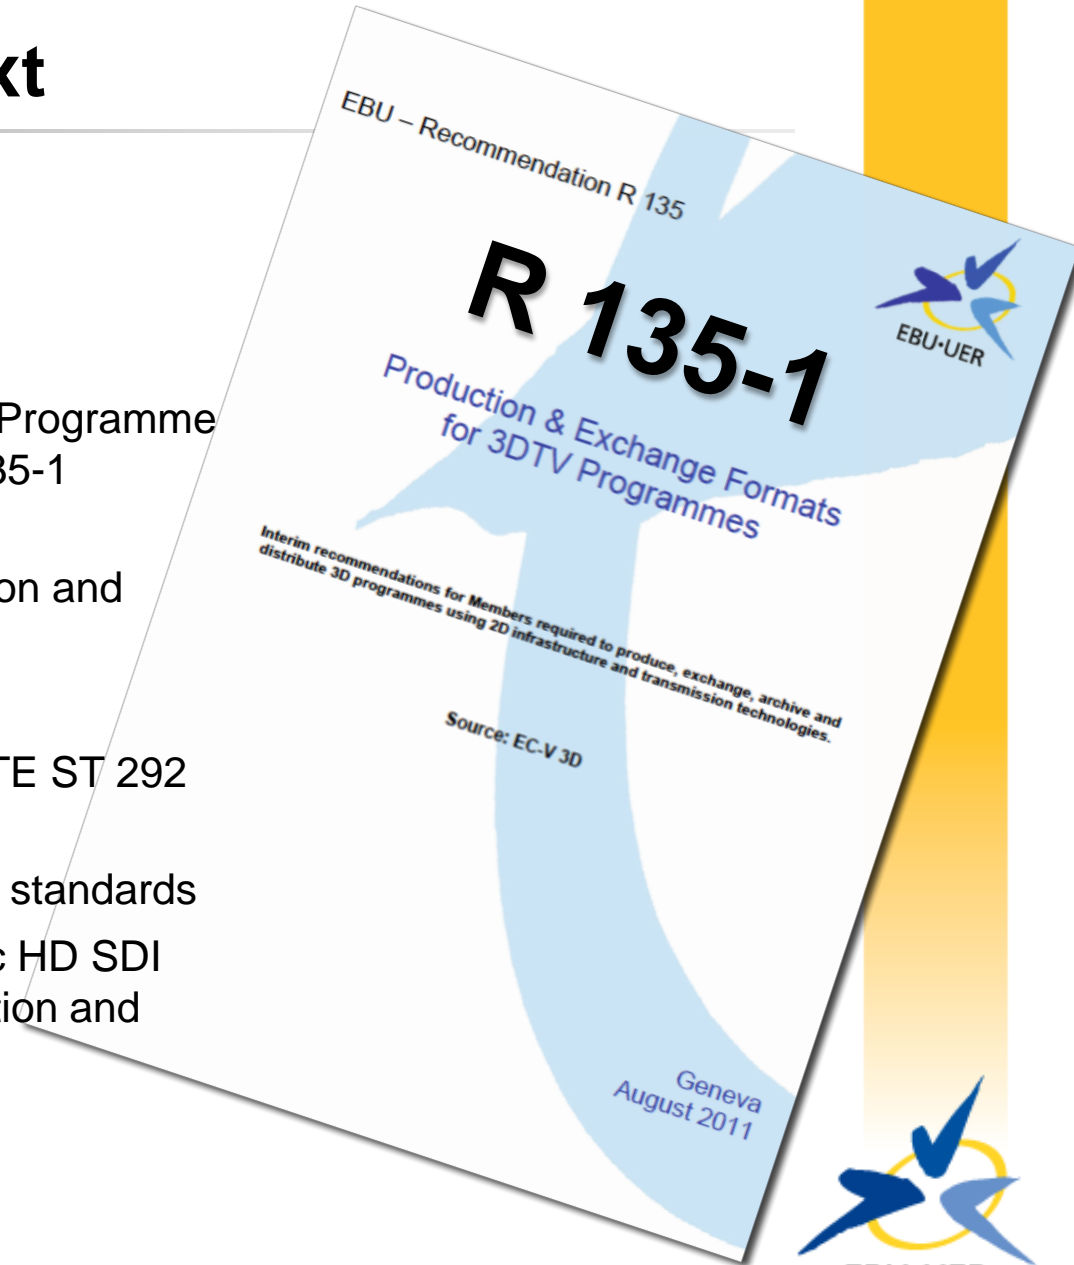 xt
Programme
35-1
on and
TE ST 292
standards
c HD SDI
tion and
EBU – Recommendation R 135
R 135-1
EBU•UER
Production & Exchange Formats
for 3DTV Programmes
Interim recommendations for Members required to produce, exchange, archive and
distribute 3D programmes using 2D infrastructure and transmission technologies.
Source: EC-V 3D
Geneva
August 2011